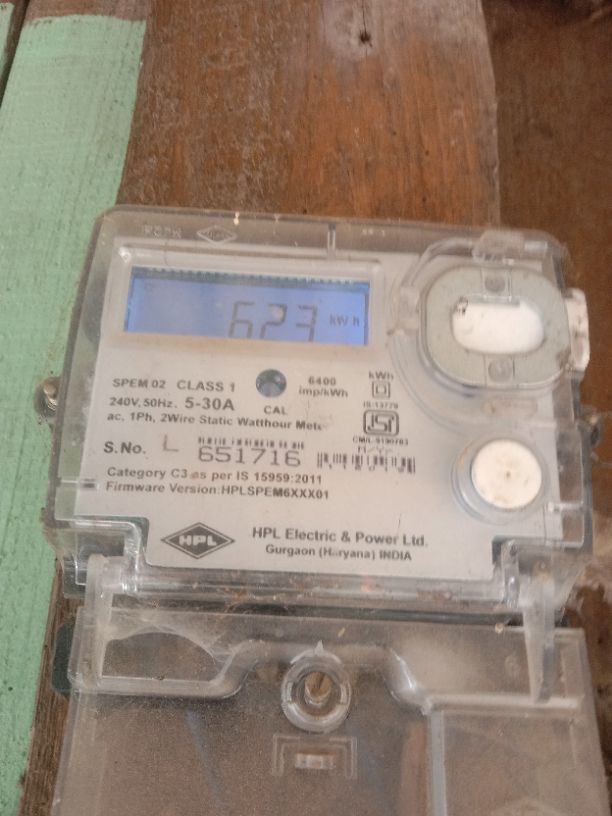 623 kWh
SPEM 02 CLASS 1
6400 imp/kWh
kWh
240V, 50Hz. 5-30A
CAL
IS:13779
ac. 1Ph, 2Wire Static Watthour
CM/L-9190763
S.No. L 651716
Category C3 as per IS 15959:2011
Firmware Version:HPLSPEM6XXX01
HPL
HPL Electric & Power Ltd.
Gurgaon (Haryana) INDIA